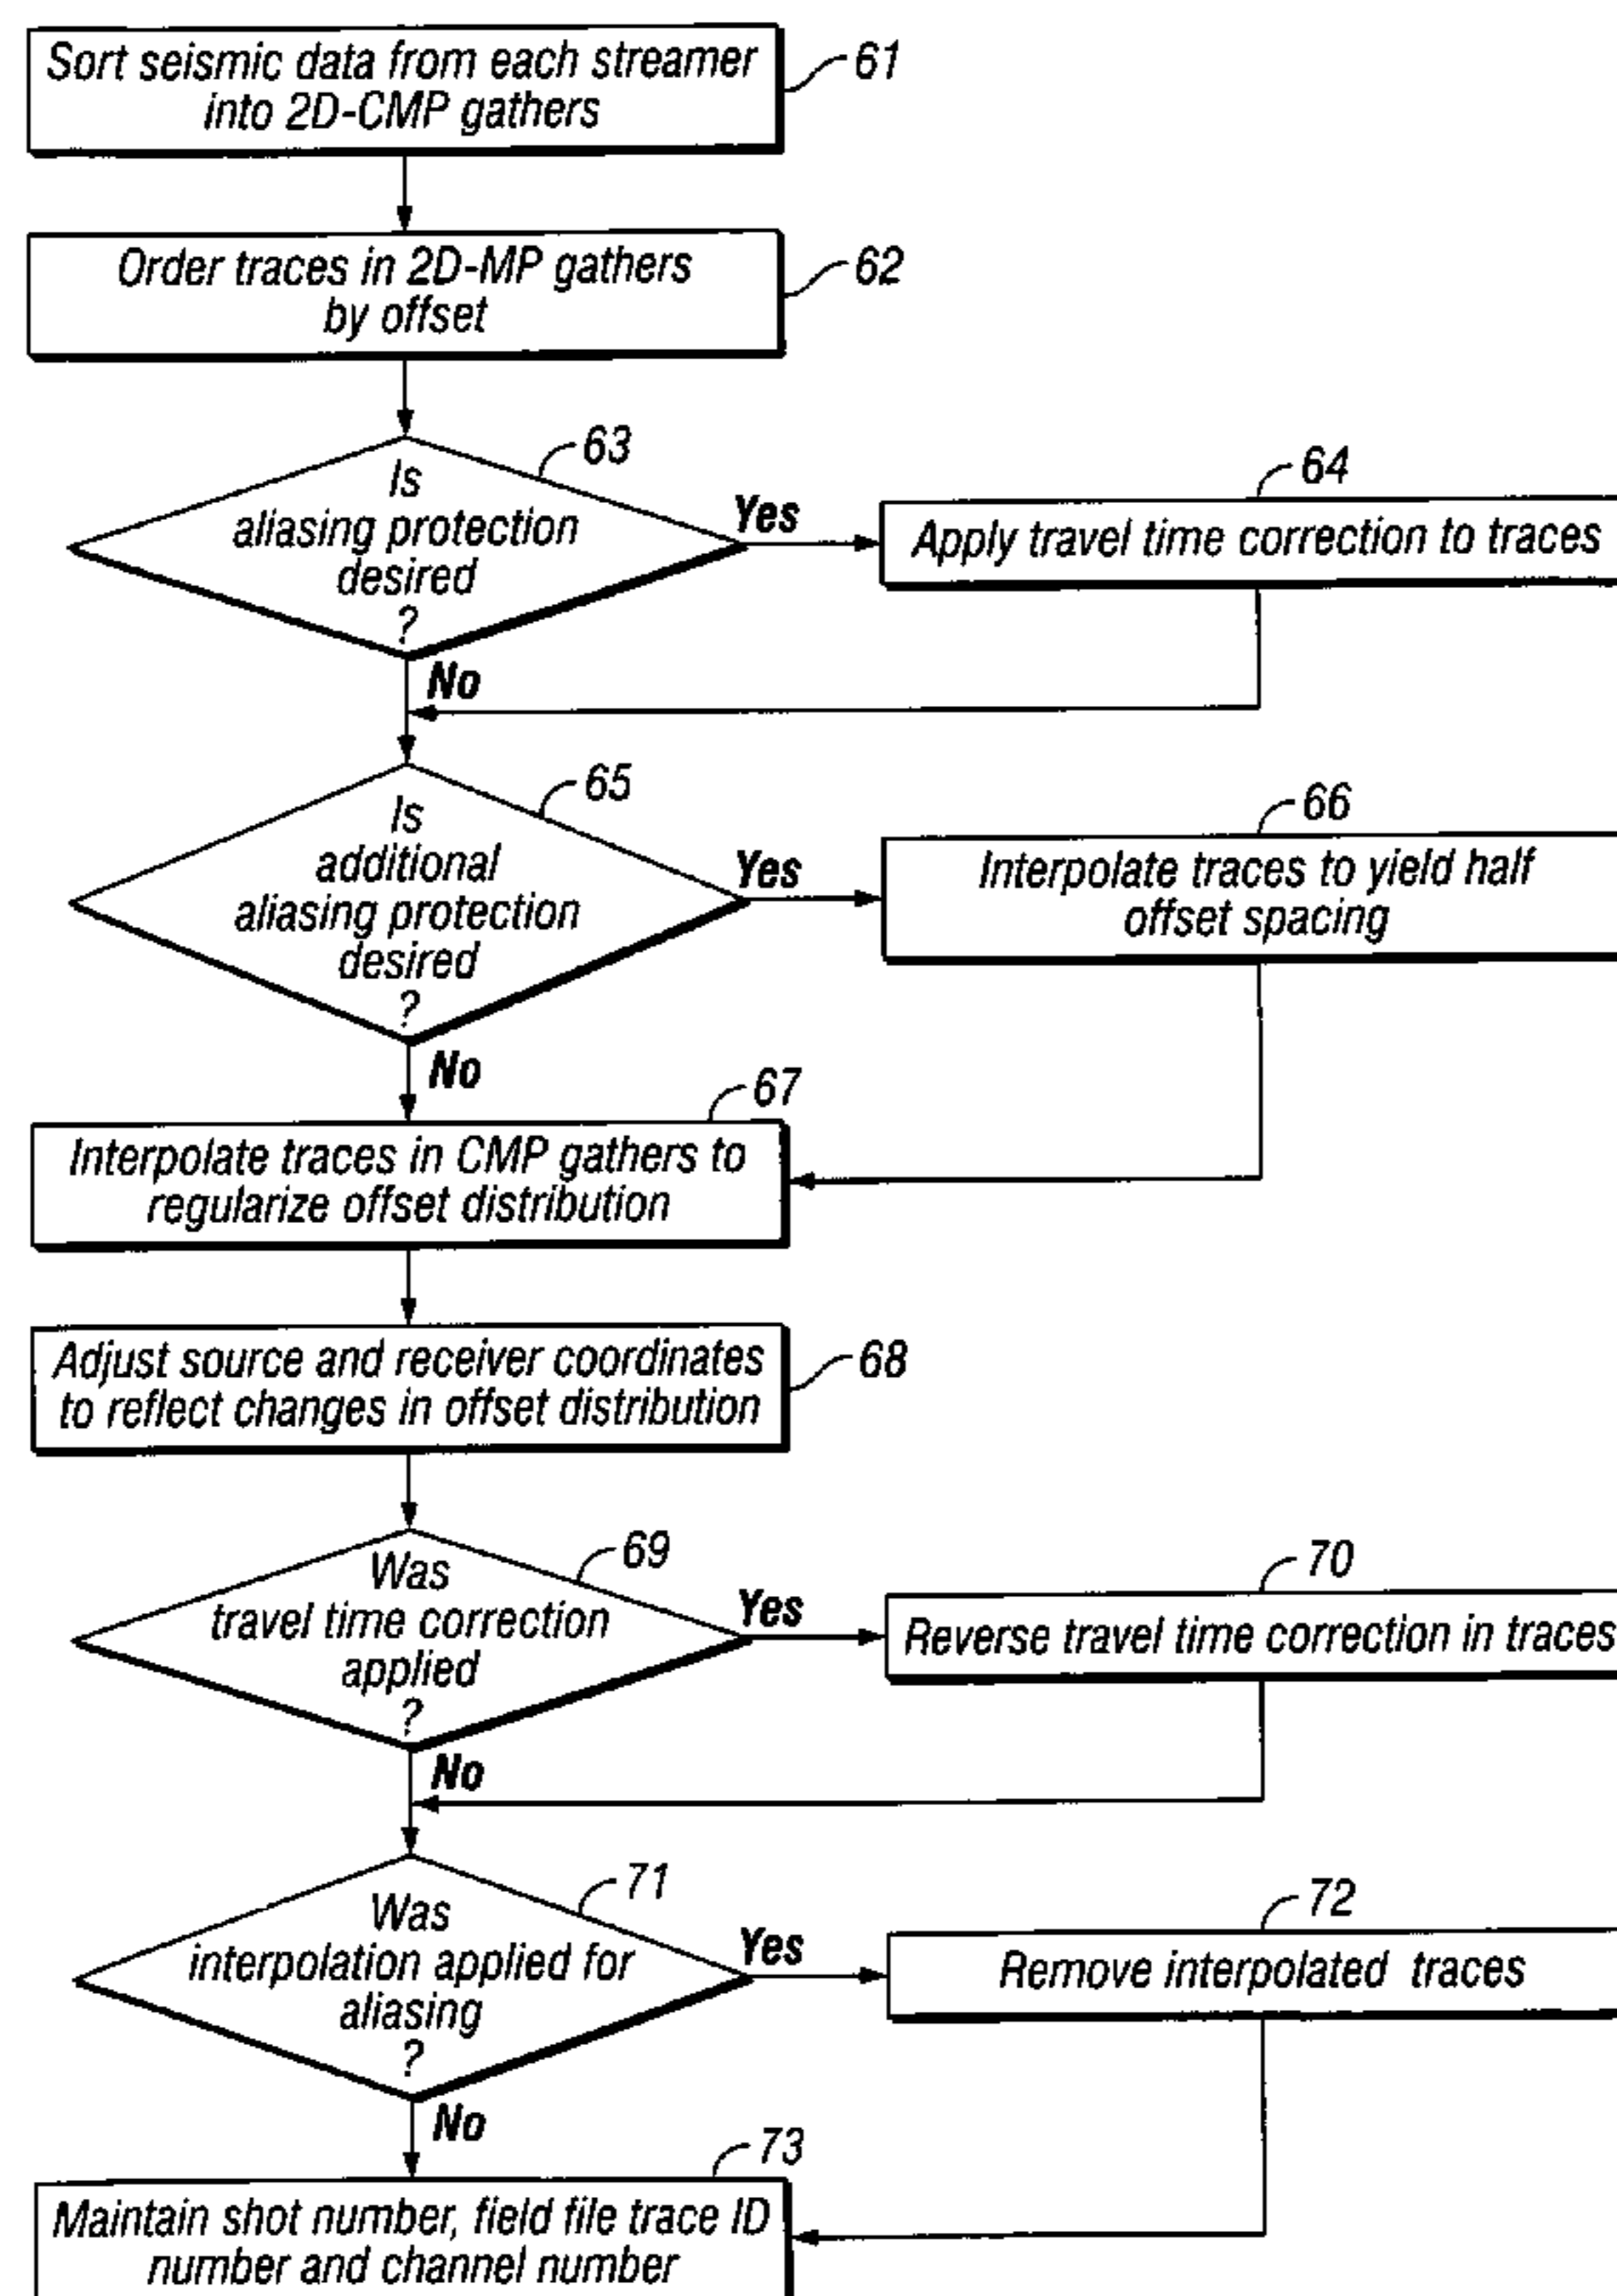 Sort seismic data from each streamer
into 2D-CMP gathers
61
Order traces in 2D-MP gathers
by offset
62
Is
aliasing protection
desired
?
63
Yes
No
64
Apply travel time correction to traces
Is
additional
aliasing protection
desired
?
65
Yes
No
66
Interpolate traces to yield half
offset spacing
67
Interpolate traces in CMP gathers to
regularize offset distribution
Adjust source and receiver coordinates
to reflect changes in offset distribution
68
Was
travel time correction
applied
?
69
Yes
No
70
Reverse travel time correction in traces
Was
interpolation applied for
aliasing
?
71
Yes
No
72
Remove interpolated traces
73
Maintain shot number, field file trace ID
number and channel number